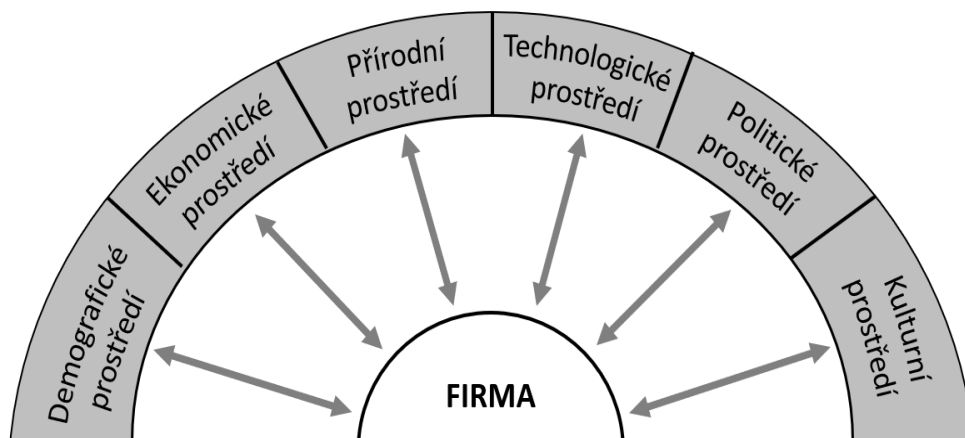 Demografické
prostředí
Ekonomické
prostředí
Přírodní
prostředí
Technologické
prostředí
Politické
prostředí
Kulturní
prostředí
FIRMA